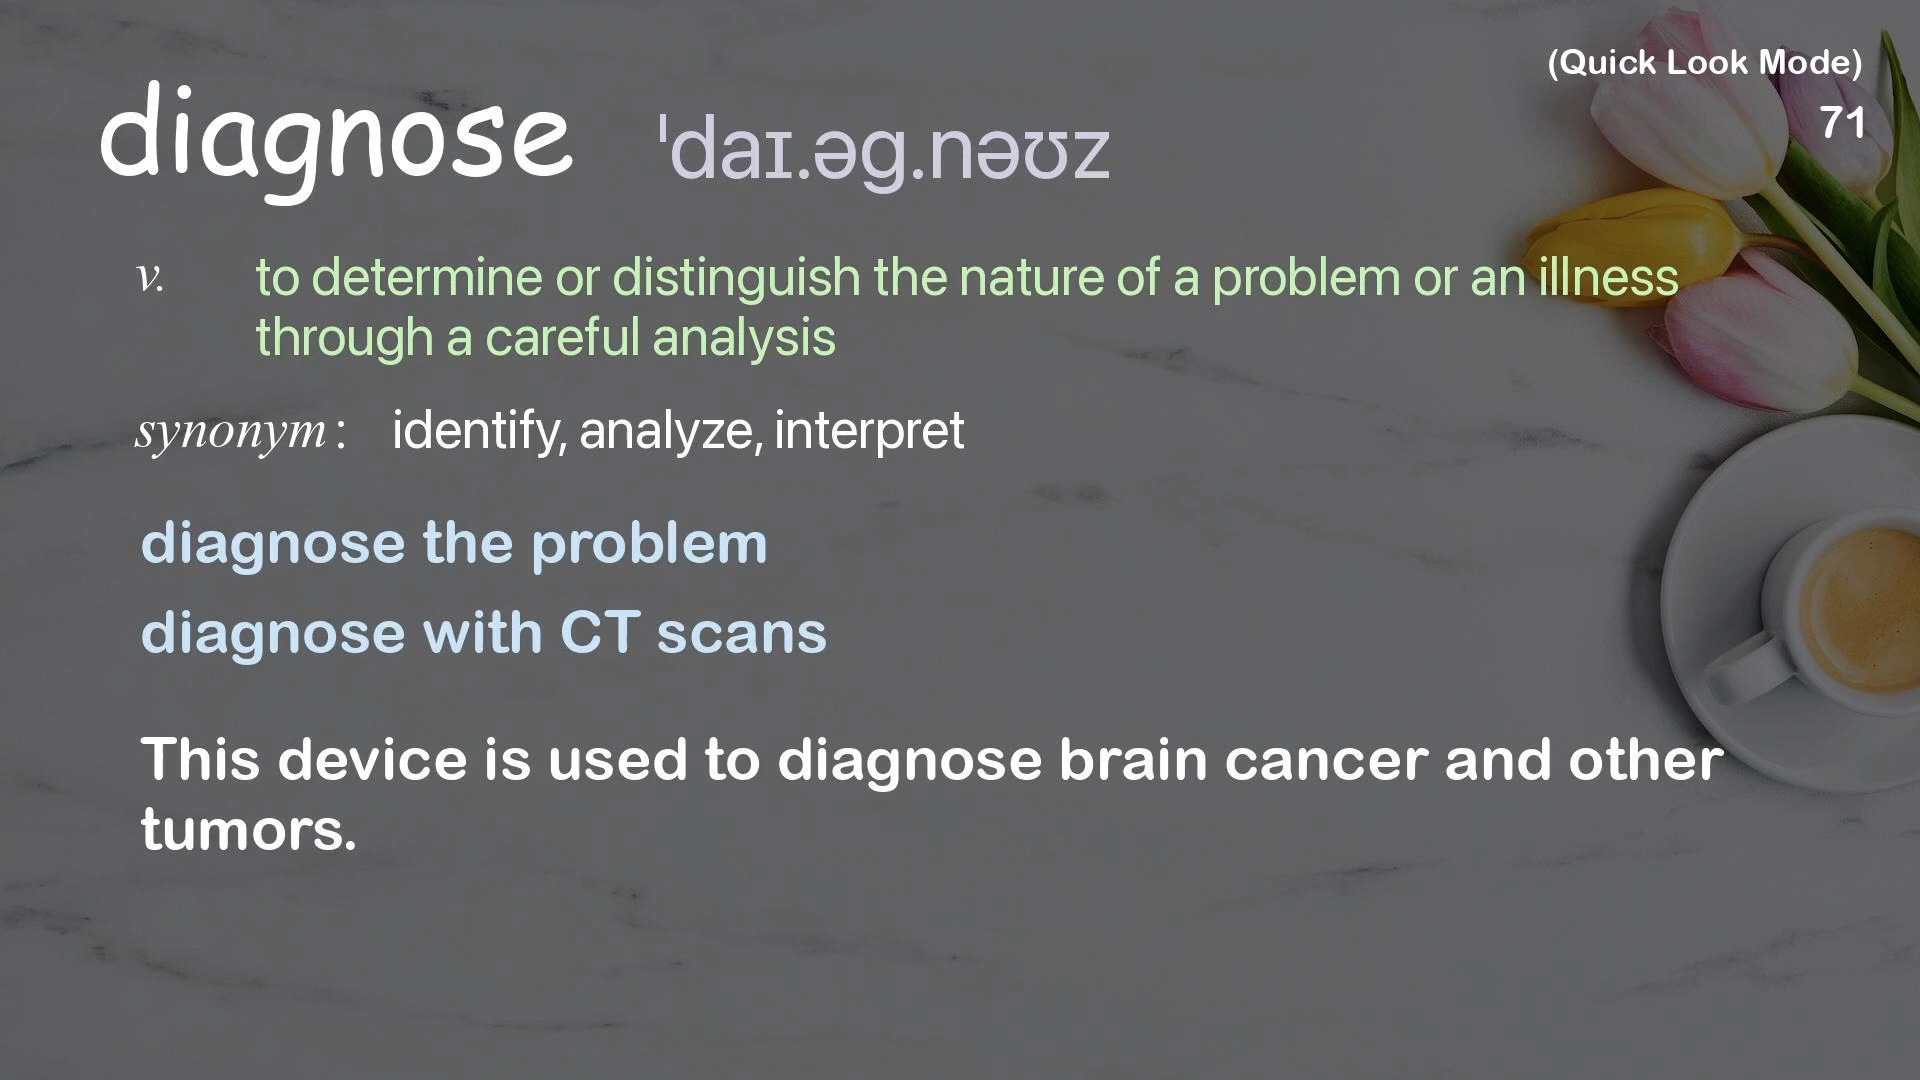 (Quick Look Mode)
71
diagnose ˈdaɪ.əg.nəʊz
v. to determine or distinguish the nature of a problem or an illness
through a careful analysis
synonym: identify, analyze, interpret
diagnose the problem
diagnose with CT scans
This device is used to diagnose brain cancer and other
tumors.